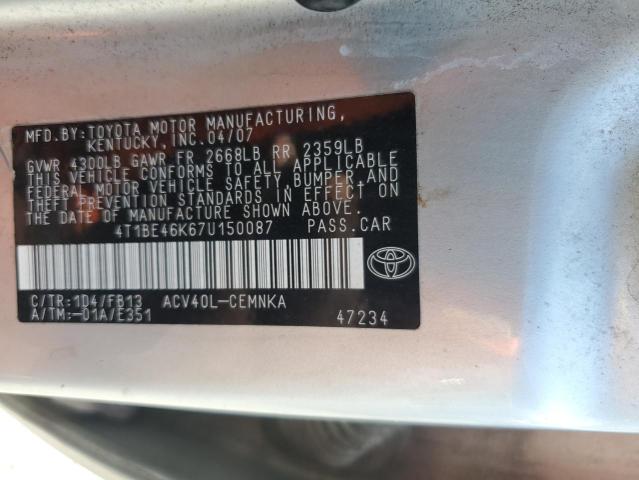 MFD.BY:TOYOTA MOTOR MANUFACTURING,
KENTUCKY, INC.04/07
GVWR 4300LB GAWR FR 2668LB RR 2359LB
THIS VEHICLE CONFORMS TO ALL APPLICABLE
FEDERAL MOTOR VEHICLE SAFETY,BUMPER, AND
THEFT PREVENTION STANDARDS IN EFFECT ON
THE DATE OF MANUFACTURE SHOWN ABOVE.
4T1BE46K67U150087 PASS.CAR
C/TR:1D4/FB13 ACV40L-CEMNKA
A/TM:-01A/E351 47234